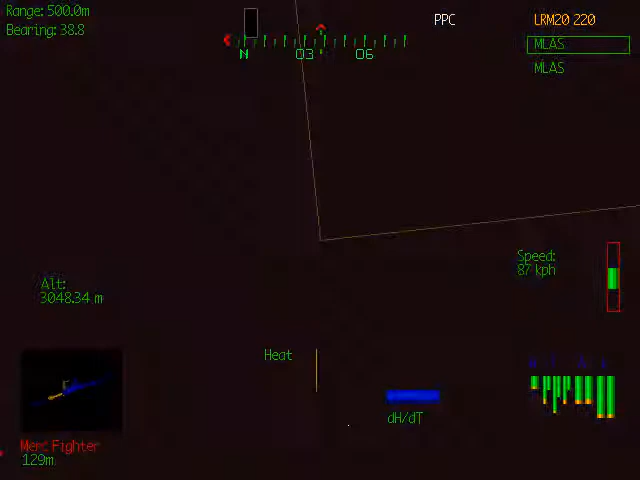 Range: 500.0m
Bearing: 38.8
PPC
LRM20 220
MLAS
MLAS
N 03 06
Speed:
87 kph
Alt:
3048.34 m
Heat
dH/dT
Merc Fighter
129m